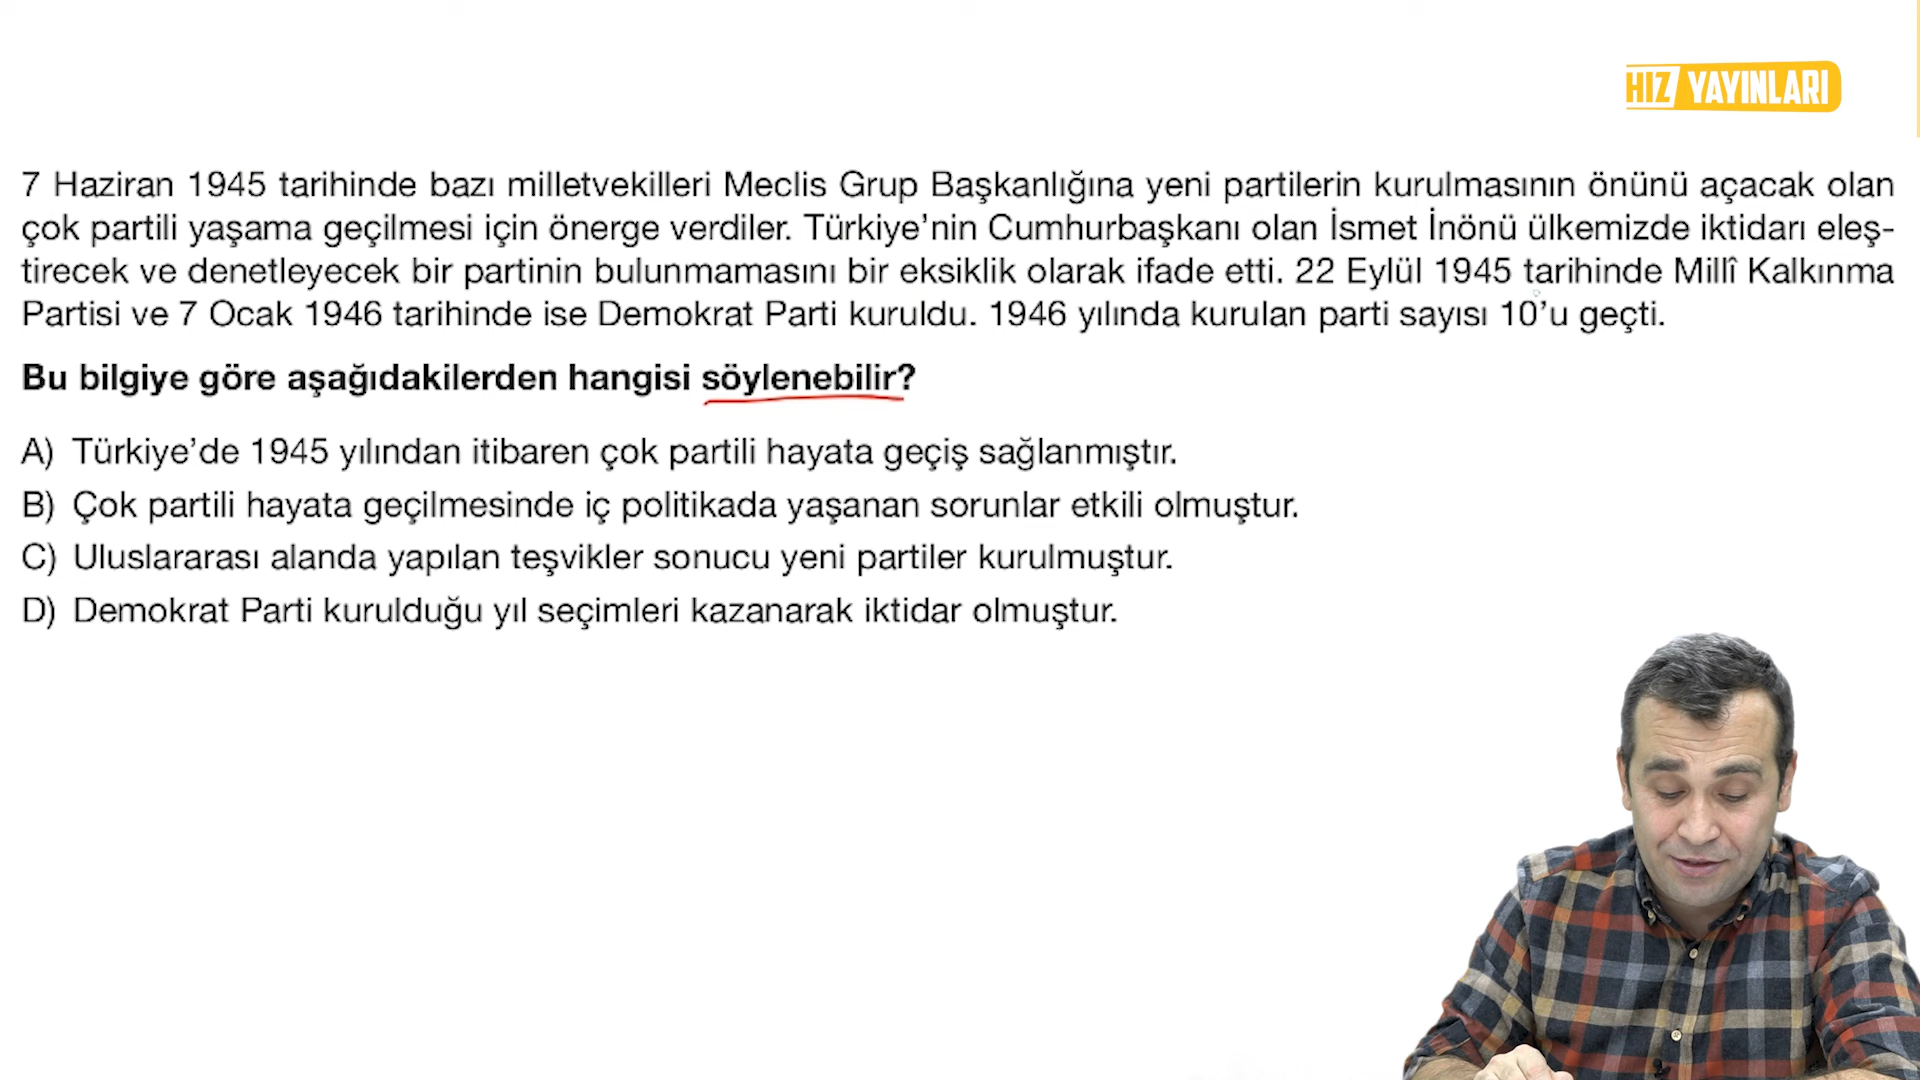 HIZ YAYINLARI
7 Haziran 1945 tarihinde bazı milletvekilleri Meclis Grup Başkanlığına yeni partilerin kurulmasının önünü açacak olan
çok partili yaşama geçilmesi için önerge verdiler. Türkiye’nin Cumhurbaşkanı olan İsmet İnönü ülkemizde iktidarı eleş-
tirecek ve denetleyecek bir partinin bulunmamasını bir eksiklik olarak ifade etti. 22 Eylül 1945 tarihinde Millî Kalkınma
Partisi ve 7 Ocak 1946 tarihinde ise Demokrat Parti kuruldu. 1946 yılında kurulan parti sayısı 10’u geçti.
Bu bilgiye göre aşağıdakilerden hangisi söylenebilir?
A) Türkiye’de 1945 yılından itibaren çok partili hayata geçiş sağlanmıştır.
B) Çok partili hayata geçilmesinde iç politikada yaşanan sorunlar etkili olmuştur.
C) Uluslararası alanda yapılan teşvikler sonucu yeni partiler kurulmuştur.
D) Demokrat Parti kurulduğu yıl seçimleri kazanarak iktidar olmuştur.